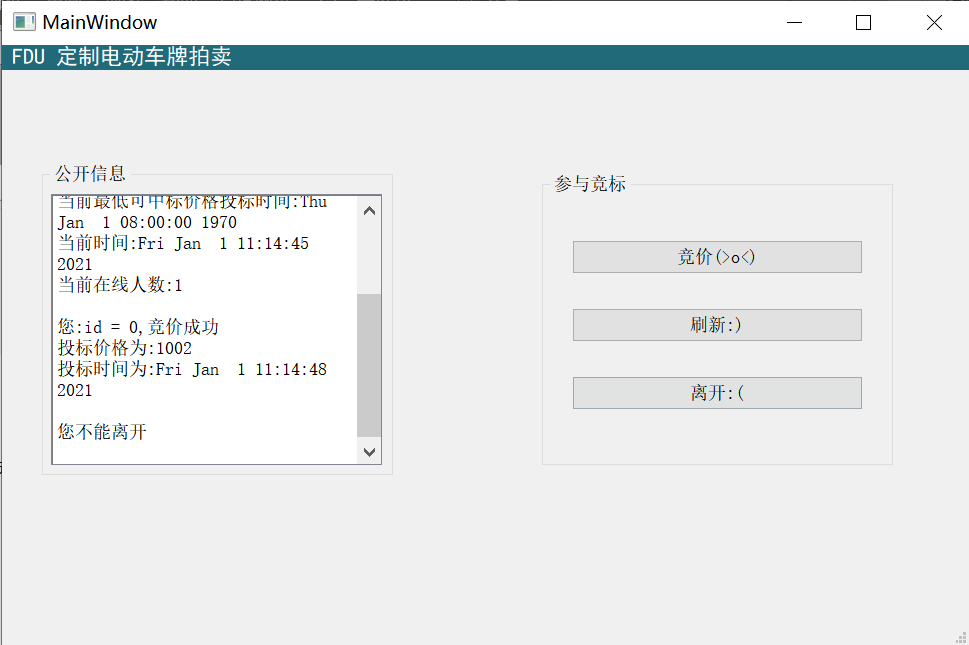 MainWindow
FDU 定制电动车牌拍卖
公开信息
当前最低可中标价格投标时间:Thu
Jan  1 08:00:00 1970
当前时间:Fri Jan  1 11:14:45
2021
当前在线人数:1
您:id = 0,竞价成功
投标价格为:1002
投标时间为:Fri Jan  1 11:14:48
2021
您不能离开
参与竞标
竞价(>o<)
刷新:)
离开:(